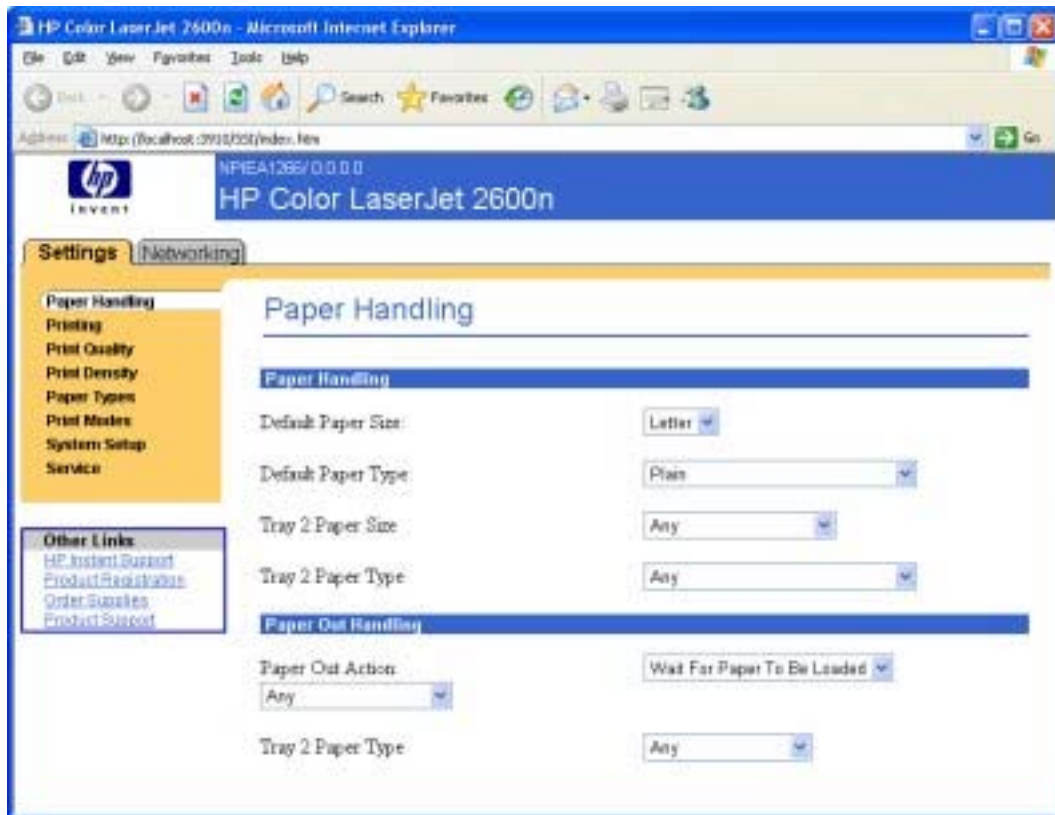 HP Color LaserJet 2600n - Microsoft Internet Explorer
File Edit View Favorites Tools Help
Back Search Favorites
Address http://localhost:3910/550/index.htm Go
hp
invent
NPIEA1266/ 0.0.0.0
HP Color LaserJet 2600n
Settings Networking
Paper Handling
Printing
Print Quality
Print Density
Paper Types
Print Modes
System Setup
Service
Other Links
HP Instant Support
Product Registration
Order Supplies
Product Support
Paper Handling
Paper Handling
Default Paper Size: Letter
Default Paper Type: Plain
Tray 2 Paper Size Any
Tray 2 Paper Type Any
Paper Out Handling
Paper Out Action Wait For Paper To Be Loaded
Any
Tray 2 Paper Type Any